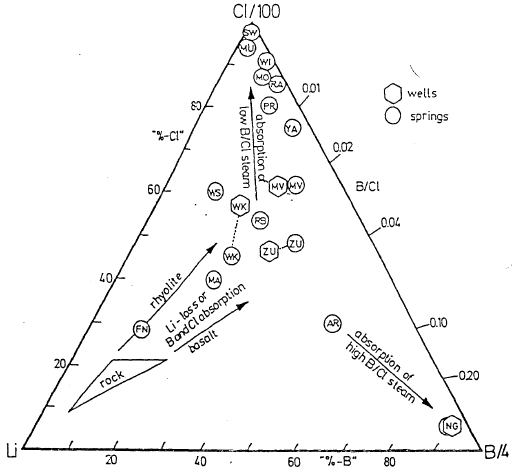 Cl/100
SW
MU
WI
MO
RA
0.01
wells
springs
80
PR
YA
"%-Cl"
absorption of
low B/Cl steam
0.02
B/Cl
60
WS
MV
MV
WK
RS
0.04
ZU
ZU
WK
40
MA
rhyolite
Li-loss or
B and Cl absorption
basalt
FN
AR
0.10
absorption of
high B/Cl steam
20
rock
0.20
NG
Li
B/4
20
40
60
"%-B"
80